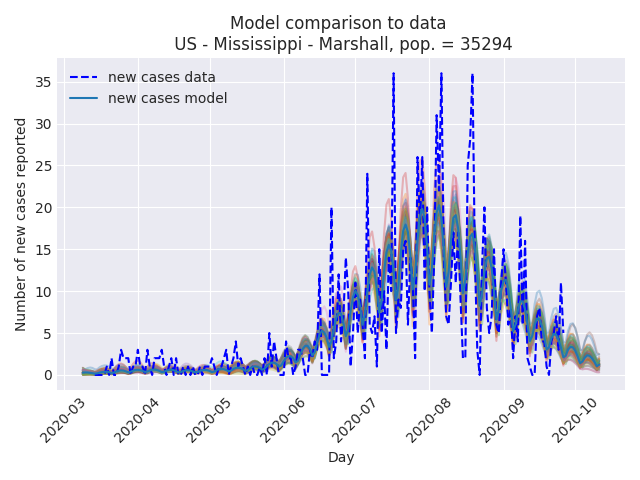 Model comparison to data
US - Mississippi - Marshall, pop. = 35294
new cases data
new cases model
Number of new cases reported
35
30
25
20
15
10
5
0
2020-03
2020-04
2020-05
2020-06
2020-07
2020-08
2020-09
2020-10
Day